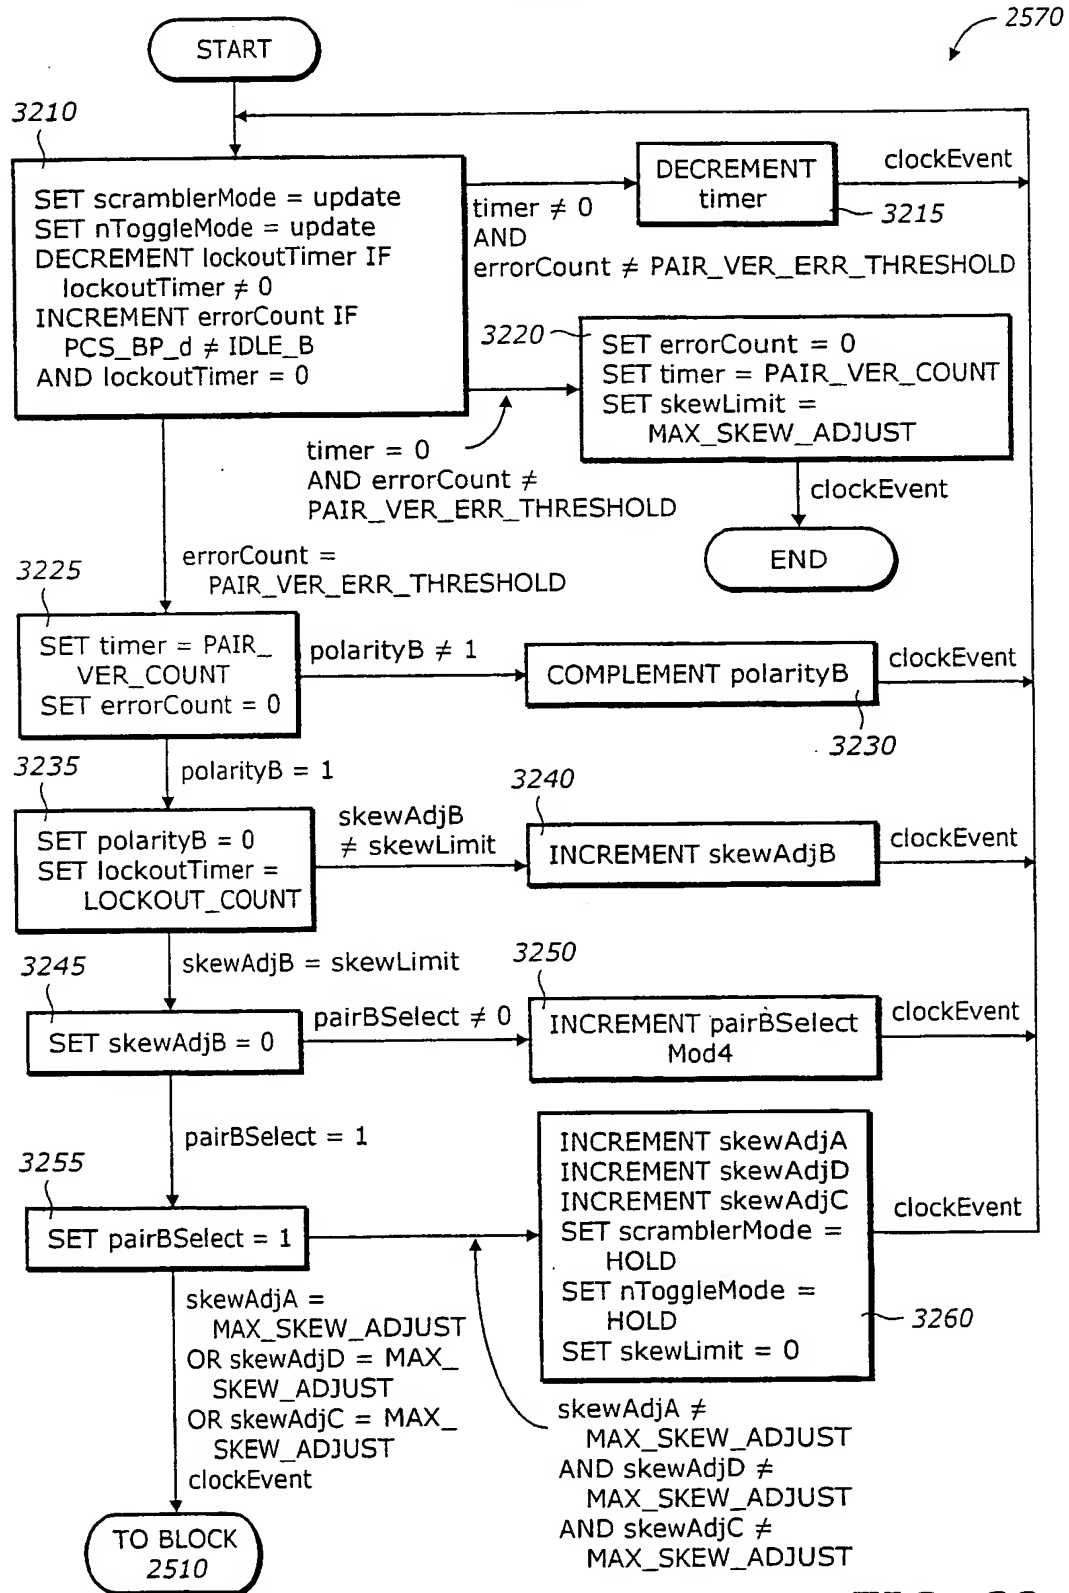 2570
START
3210
SET scramblerMode = update
SET nToggleMode = update
DECREMENT lockoutTimer IF
lockoutTimer ≠ 0
INCREMENT errorCount IF
PCS_BP_d ≠ IDLE_B
AND lockoutTimer = 0
timer ≠ 0
AND
errorCount ≠ PAIR_VER_ERR_THRESHOLD
DECREMENT
timer
3215
clockEvent
3220
SET errorCount = 0
SET timer = PAIR_VER_COUNT
SET skewLimit =
MAX_SKEW_ADJUST
timer = 0
AND errorCount ≠
PAIR_VER_ERR_THRESHOLD
clockEvent
END
errorCount =
PAIR_VER_ERR_THRESHOLD
3225
SET timer = PAIR_
VER_COUNT
SET errorCount = 0
polarityB ≠ 1
COMPLEMENT polarityB
3230
clockEvent
polarityB = 1
3235
SET polarityB = 0
SET lockoutTimer =
LOCKOUT_COUNT
skewAdjB
≠ skewLimit
3240
INCREMENT skewAdjB
clockEvent
skewAdjB = skewLimit
3245
SET skewAdjB = 0
pairBSelect ≠ 0
3250
INCREMENT pairBSelect
Mod4
clockEvent
pairBSelect = 1
3255
SET pairBSelect = 1
INCREMENT skewAdjA
INCREMENT skewAdjD
INCREMENT skewAdjC
SET scramblerMode =
HOLD
SET nToggleMode =
HOLD
SET skewLimit = 0
3260
clockEvent
skewAdjA =
MAX_SKEW_ADJUST
OR skewAdjD = MAX_
SKEW_ADJUST
OR skewAdjC = MAX_
SKEW_ADJUST
clockEvent
skewAdjA ≠
MAX_SKEW_ADJUST
AND skewAdjD ≠
MAX_SKEW_ADJUST
AND skewAdjC ≠
MAX_SKEW_ADJUST
TO BLOCK
2510